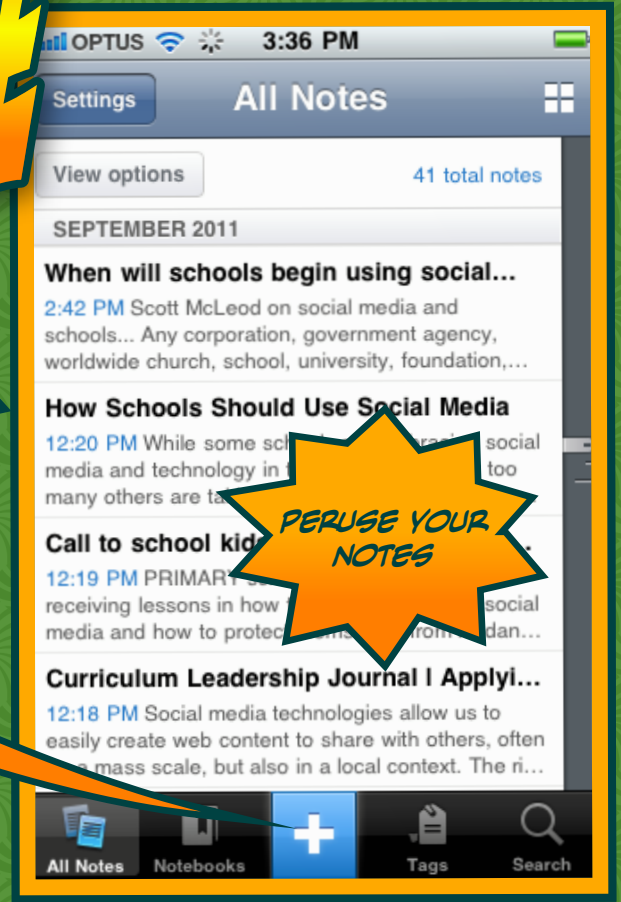 OPTUS 3:36 PM
Settings All Notes
View options 41 total notes
SEPTEMBER 2011
When will schools begin using social...
2:42 PM Scott McLeod on social media and
schools... Any corporation, government agency,
worldwide church, school, university, foundation,...
How Schools Should Use Social Media
12:20 PM While some social
media and technology in too
many others are
PERUSE YOUR
NOTES
Call to school
12:19 PM
receiving lessons in how social
media and how to dan...
Curriculum Leadership Journal | Applyi...
12:18 PM Social media technologies allow us to
easily create web content to share with others, often
mass scale, but also in a local context. The ri...
All Notes Notebooks Tags Search